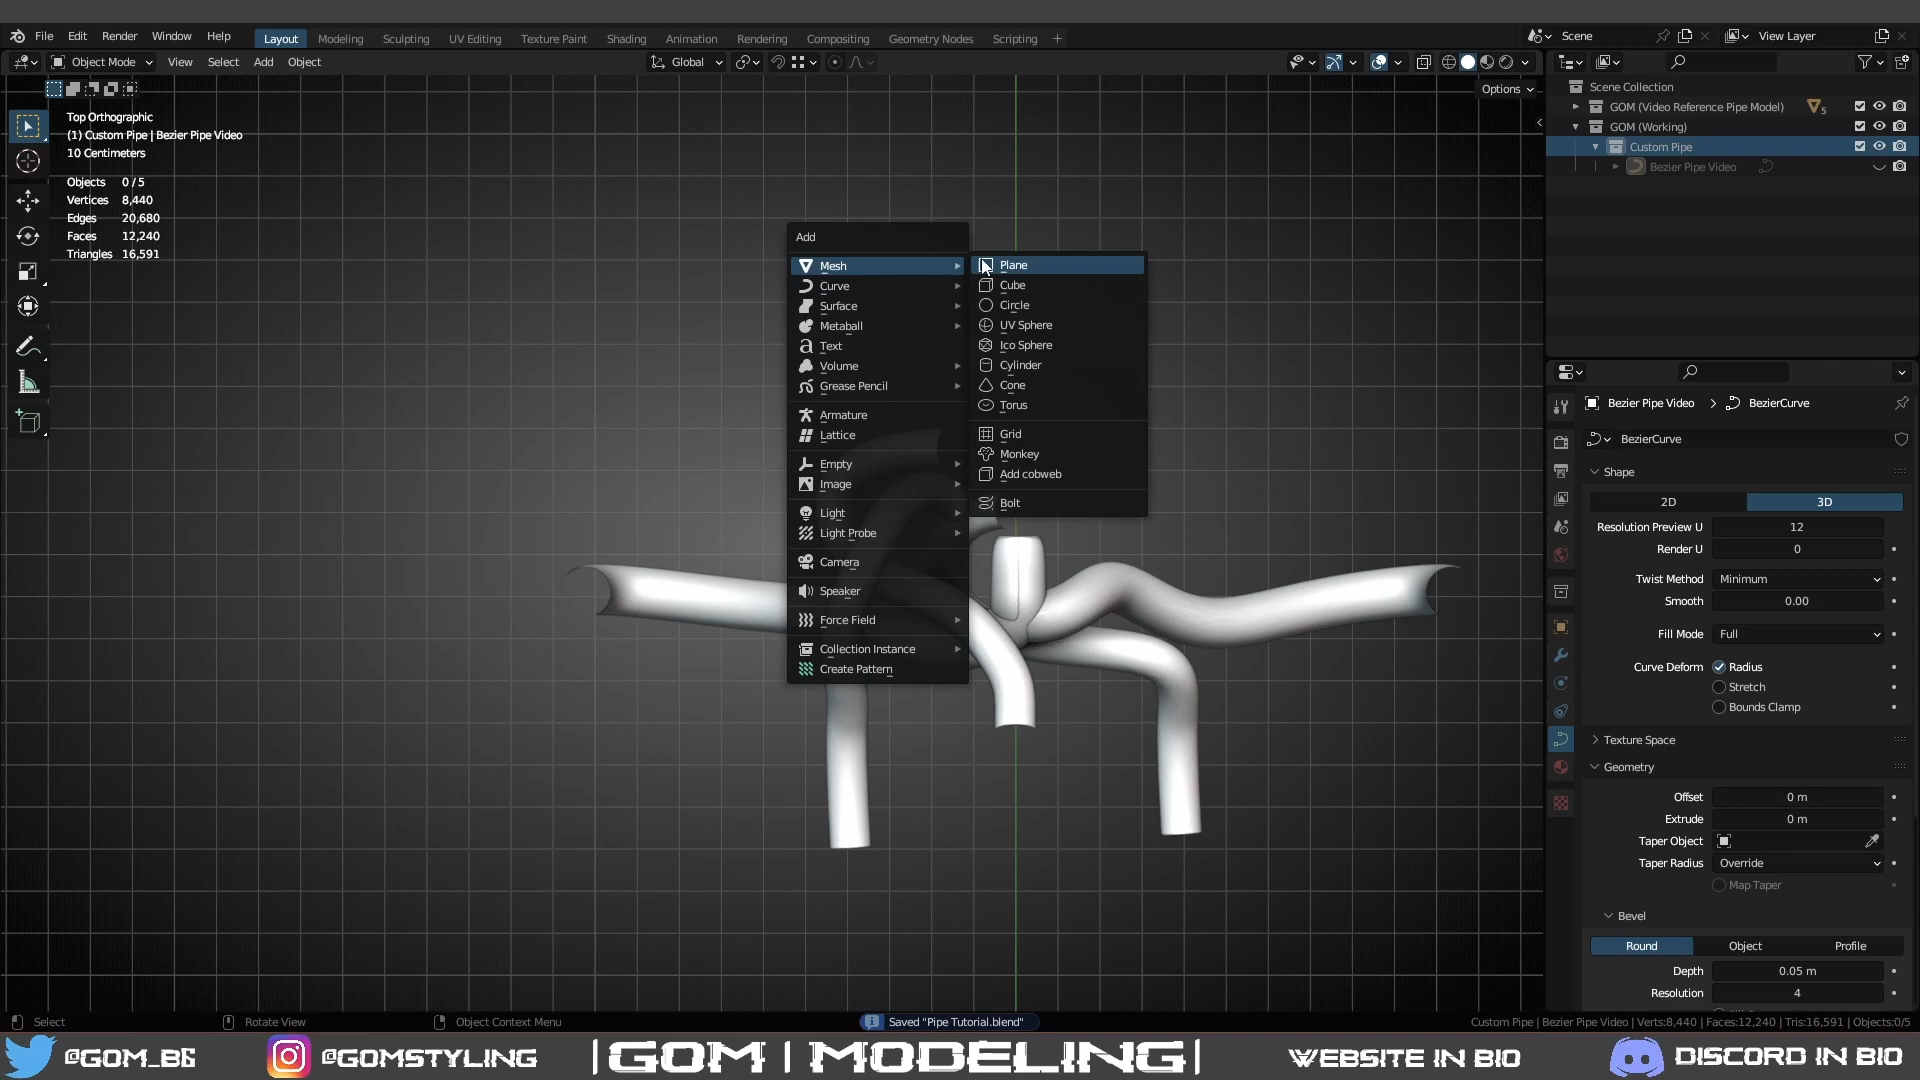 File Edit Render Window Help Layout Modeling Sculpting UV Editing Texture Paint Shading Animation Rendering Compositing Geometry Nodes Scripting + Scene View Layer
Object Mode View Select Add Object Global
Options
Top Orthographic
(1) Custom Pipe | Bezier Pipe Video
10 Centimeters
Objects 0 / 5
Vertices 8,440
Edges 20,680
Faces 12,240
Triangles 16,591
Add
Mesh
Curve
Surface
Metaball
Text
Volume
Grease Pencil
Armature
Lattice
Empty
Image
Light
Light Probe
Camera
Speaker
Force Field
Collection Instance
Create Pattern
Plane
Cube
Circle
UV Sphere
Ico Sphere
Cylinder
Cone
Torus
Grid
Monkey
Add cobweb
Bolt
Scene Collection
GOM (Video Reference Pipe Model) 5
GOM (Working)
Custom Pipe
Bezier Pipe Video
Bezier Pipe Video > BezierCurve
BezierCurve
Shape
2D 3D
Resolution Preview U 12
Render U 0
Twist Method Minimum
Smooth 0.00
Fill Mode Full
Curve Deform Radius
Stretch
Bounds Clamp
Texture Space
Geometry
Offset 0 m
Extrude 0 m
Taper Object
Taper Radius Override
Map Taper
Bevel
Round Object Profile
Depth 0.05 m
Resolution 4
Select Rotate View Object Context Menu Saved "Pipe Tutorial.blend" Custom Pipe | Bezier Pipe Video | Verts:8,440 | Faces:12,240 | Tris:16,591 | Objects:0/5
@GOM_B6 @GOMSTYLING |GOM | MODELING| WEBSITE IN BIO DISCORD IN BIO